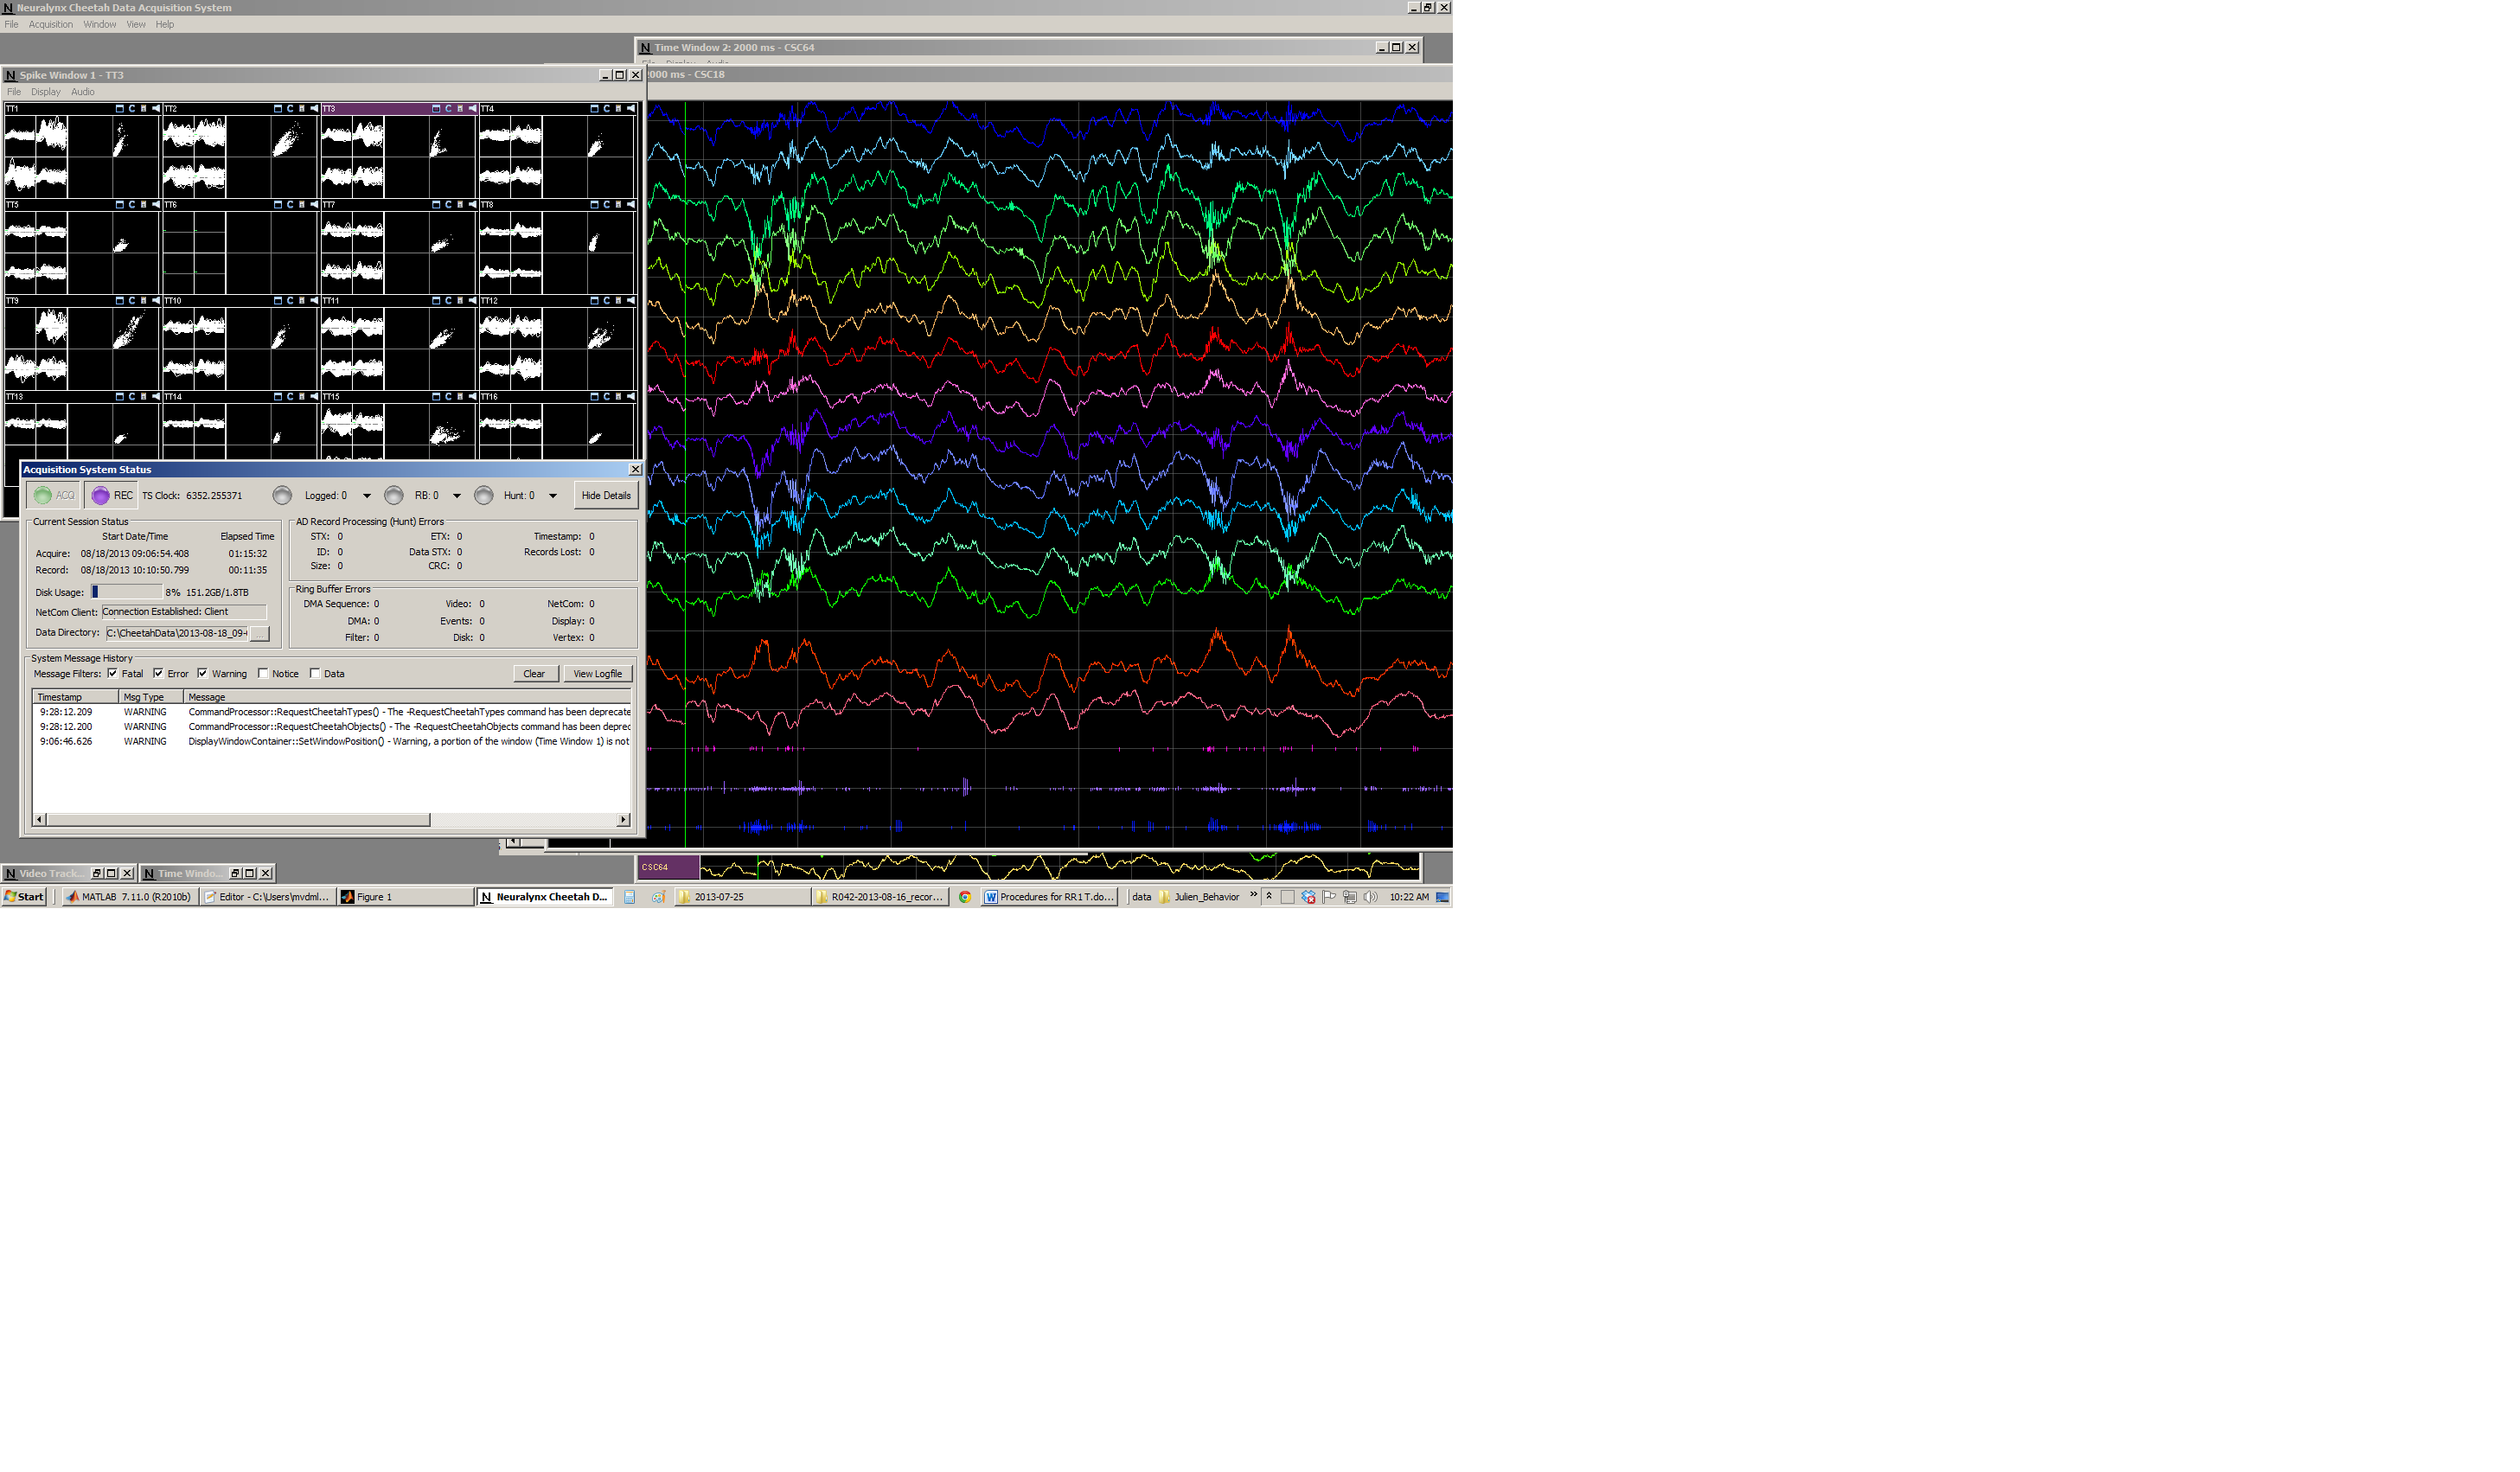 Neuralynx Cheetah Data Acquisition System
File Acquisition Window View Help
Time Window 2: 2000 ms - CSC64
Spike Window 1 - TT3
2000 ms - CSC18
File Display Audio
TT1 C TT2 C TT3 C TT4 C
TT5 C TT6 C TT7 C TT8 C
TT9 C TT10 C TT11 C TT12 C
TT13 C TT14 C TT15 C TT16 C
Acquisition System Status
ACQ REC TS Clock: 6352.255371 Logged: 0 RB: 0 Hunt: 0 Hide Details
Current Session Status
Start Date/Time Elapsed Time
Acquire: 08/18/2013 09:06:54.408 01:15:32
Record: 08/18/2013 10:10:50.799 00:11:35
Disk Usage: 8% 151.2GB/1.8TB
NetCom Client: Connection Established: Client
Data Directory: C:\CheetahData\2013-08-18_09- ...
AD Record Processing (Hunt) Errors
STX: 0 ETX: 0 Timestamp: 0
ID: 0 Data STX: 0 Records Lost: 0
Size: 0 CRC: 0
Ring Buffer Errors
DMA Sequence: 0 Video: 0 NetCom: 0
DMA: 0 Events: 0 Display: 0
Filter: 0 Disk: 0 Vertex: 0
System Message History
Message Filters: Fatal Error Warning Notice Data Clear View Logfile
Timestamp Msg Type Message
9:28:12.209 WARNING CommandProcessor::RequestCheetahTypes() - The -RequestCheetahTypes command has been deprecate
9:28:12.200 WARNING CommandProcessor::RequestCheetahObjects() - The -RequestCheetahObjects command has been deprec
9:06:46.626 WARNING DisplayWindowContainer::SetWindowPosition() - Warning, a portion of the window (Time Window 1) is not
CSC64
Video Track... Time Windo...
Start MATLAB 7.11.0 (R2010b) Editor - C:\Users\mvdml... Figure 1 Neuralynx Cheetah D... 2013-07-25 R042-2013-08-16_recor... Procedures for RR1 T.do... data Julien_Behavior 10:22 AM